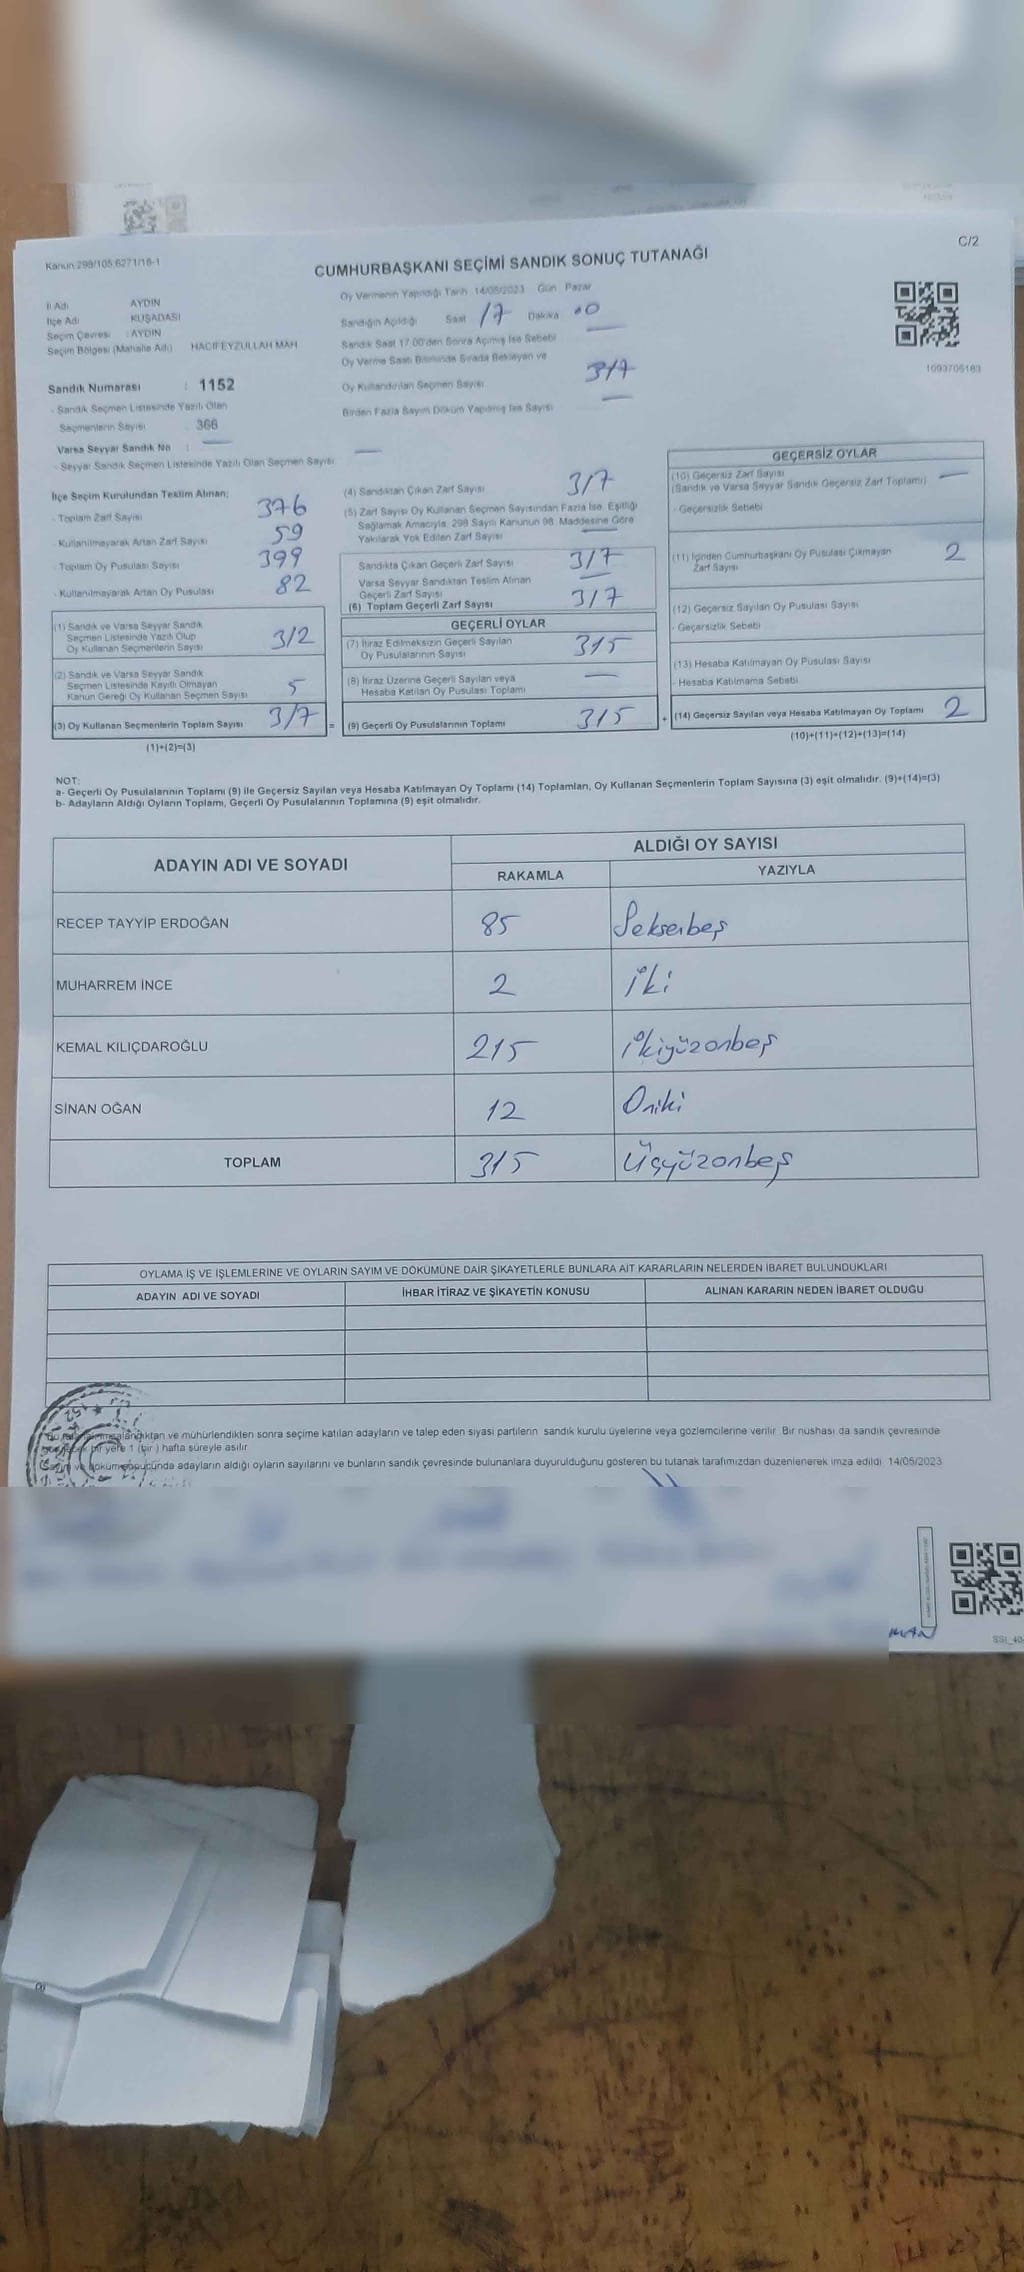 C/2
Kanun 298/105,6271/18-1
CUMHURBAŞKANI SEÇİMİ SANDIK SONUÇ TUTANAĞI
İl Adı AYDIN
İlçe Adı KUŞADASI
Seçim Çevresi : AYDIN
Seçim Bölgesi (Mahalle Adı) HACIFEYZULLAH MAH
Sandık Numarası : 1152
- Sandık Seçmen Listesinde Yazılı Olan
Seçmenlerin Sayısı 366
Varsa Seyyar Sandık No : —
- Seyyar Sandık Seçmen Listesinde Yazılı Olan Seçmen Sayısı —
Oy Vermenin Yapıldığı Tarih 14/05/2023 Gün Pazar
Sandığın Açıldığı Saat 17 Dakika 00
Sandık Saat 17.00'den Sonra Açılmış İse Sebebi —
Oy Verme Saati Bitiminde Sırada Bekleyen ve
Oy Kullandırılan Seçmen Sayısı 317
Birden Fazla Sayım Döküm Yapılmış İse Sayısı —
1093705183
İlçe Seçim Kurulundan Teslim Alınan;
- Toplam Zarf Sayısı 376
- Kullanılmayarak Artan Zarf Sayısı 59
- Toplam Oy Pusulası Sayısı 399
- Kullanılmayarak Artan Oy Pusulası 82
(1) Sandık ve Varsa Seyyar Sandık
Seçmen Listesinde Yazılı Olup
Oy Kullanan Seçmenlerin Sayısı 312
(2) Sandık ve Varsa Seyyar Sandık
Seçmen Listesinde Kayıtlı Olmayan
Kanun Gereği Oy Kullanan Seçmen Sayısı 5
(3) Oy Kullanan Seçmenlerin Toplam Sayısı 317
(1)+(2)=(3)
(4) Sandıktan Çıkan Zarf Sayısı 317
(5) Zarf Sayısı Oy Kullanan Seçmen Sayısından Fazla İse, Eşitliği
Sağlamak Amacıyla, 298 Sayılı Kanunun 98. Maddesine Göre
Yakılarak Yok Edilen Zarf Sayısı —
Sandıkta Çıkan Geçerli Zarf Sayısı 317
Varsa Seyyar Sandıktan Teslim Alınan
Geçerli Zarf Sayısı —
(6) Toplam Geçerli Zarf Sayısı 317
GEÇERLİ OYLAR
(7) İtiraz Edilmeksizin Geçerli Sayılan
Oy Pusulalarının Sayısı 315
(8) İtiraz Üzerine Geçerli Sayılan veya
Hesaba Katılan Oy Pusulası Toplamı —
= (9) Geçerli Oy Pusulalarının Toplamı 315
GEÇERSİZ OYLAR
(10) Geçersiz Zarf Sayısı —
(Sandık ve Varsa Seyyar Sandık Geçersiz Zarf Toplamı)
- Geçersizlik Sebebi
(11) İçinden Cumhurbaşkanı Oy Pusulası Çıkmayan
Zarf Sayısı 2
(12) Geçersiz Sayılan Oy Pusulası Sayısı
- Geçersizlik Sebebi
(13) Hesaba Katılmayan Oy Pusulası Sayısı
- Hesaba Katılmama Sebebi
+ (14) Geçersiz Sayılan veya Hesaba Katılmayan Oy Toplamı 2
(10)+(11)+(12)+(13)=(14)
NOT:
a- Geçerli Oy Pusulalarının Toplamı (9) ile Geçersiz Sayılan veya Hesaba Katılmayan Oy Toplamı (14) Toplamları, Oy Kullanan Seçmenlerin Toplam Sayısına (3) eşit olmalıdır. (9)+(14)=(3)
b- Adayların Aldığı Oyların Toplamı, Geçerli Oy Pusulalarının Toplamına (9) eşit olmalıdır.
ADAYIN ADI VE SOYADI
ALDIĞI OY SAYISI
RAKAMLA YAZIYLA
RECEP TAYYİP ERDOĞAN 85 Seksenbeş
MUHARREM İNCE 2 iki
KEMAL KILIÇDAROĞLU 215 ikiyüzonbeş
SİNAN OĞAN 12 Oniki
TOPLAM 315 Üçyüzonbeş
OYLAMA İŞ VE İŞLEMLERİNE VE OYLARIN SAYIM VE DÖKÜMÜNE DAİR ŞİKAYETLERLE BUNLARA AİT KARARLARIN NELERDEN İBARET BULUNDUKLARI
ADAYIN ADI VE SOYADI İHBAR İTİRAZ VE ŞİKAYETİN KONUSU ALINAN KARARIN NEDEN İBARET OLDUĞU
Bu imzalandıktan ve mühürlendikten sonra seçime katılan adayların ve talep eden siyasi partilerin sandık kurulu üyelerine veya gözlemcilerine verilir. Bir nüshası da sandık çevresinde
bir yere 1 (bir) hafta süreyle asılır
ve döküm sonucunda adayların aldığı oyların sayılarını ve bunların sandık çevresinde bulunanlara duyurulduğunu gösteren bu tutanak tarafımızdan düzenlenerek imza edildi. 14/05/2023
SSI_40